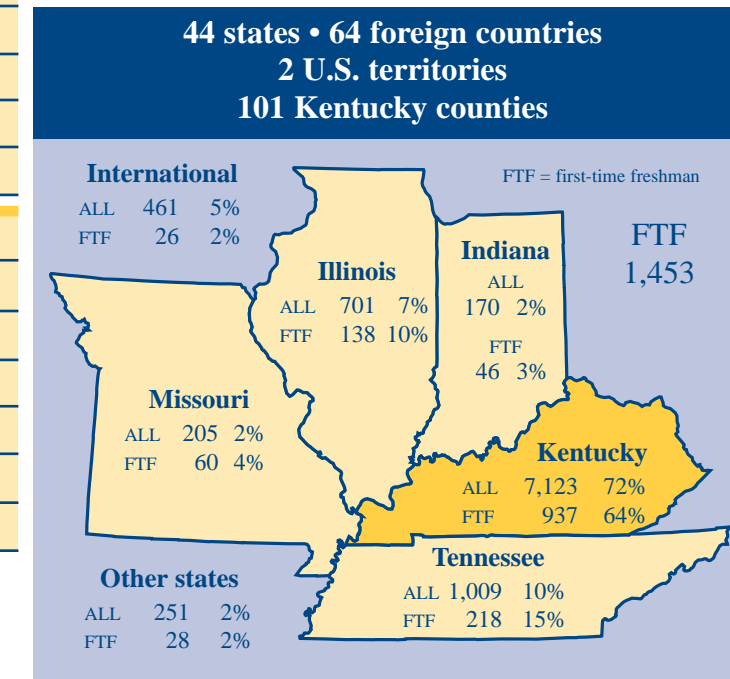 44 states • 64 foreign countries
2 U.S. territories
101 Kentucky counties
International
ALL 461 5%
FTF 26 2%
FTF = first-time freshman
FTF
1,453
Illinois
ALL 701 7%
FTF 138 10%
Indiana
ALL
170 2%
FTF
46 3%
Missouri
ALL 205 2%
FTF 60 4%
Kentucky
ALL 7,123 72%
FTF 937 64%
Tennessee
ALL 1,009 10%
FTF 218 15%
Other states
ALL 251 2%
FTF 28 2%